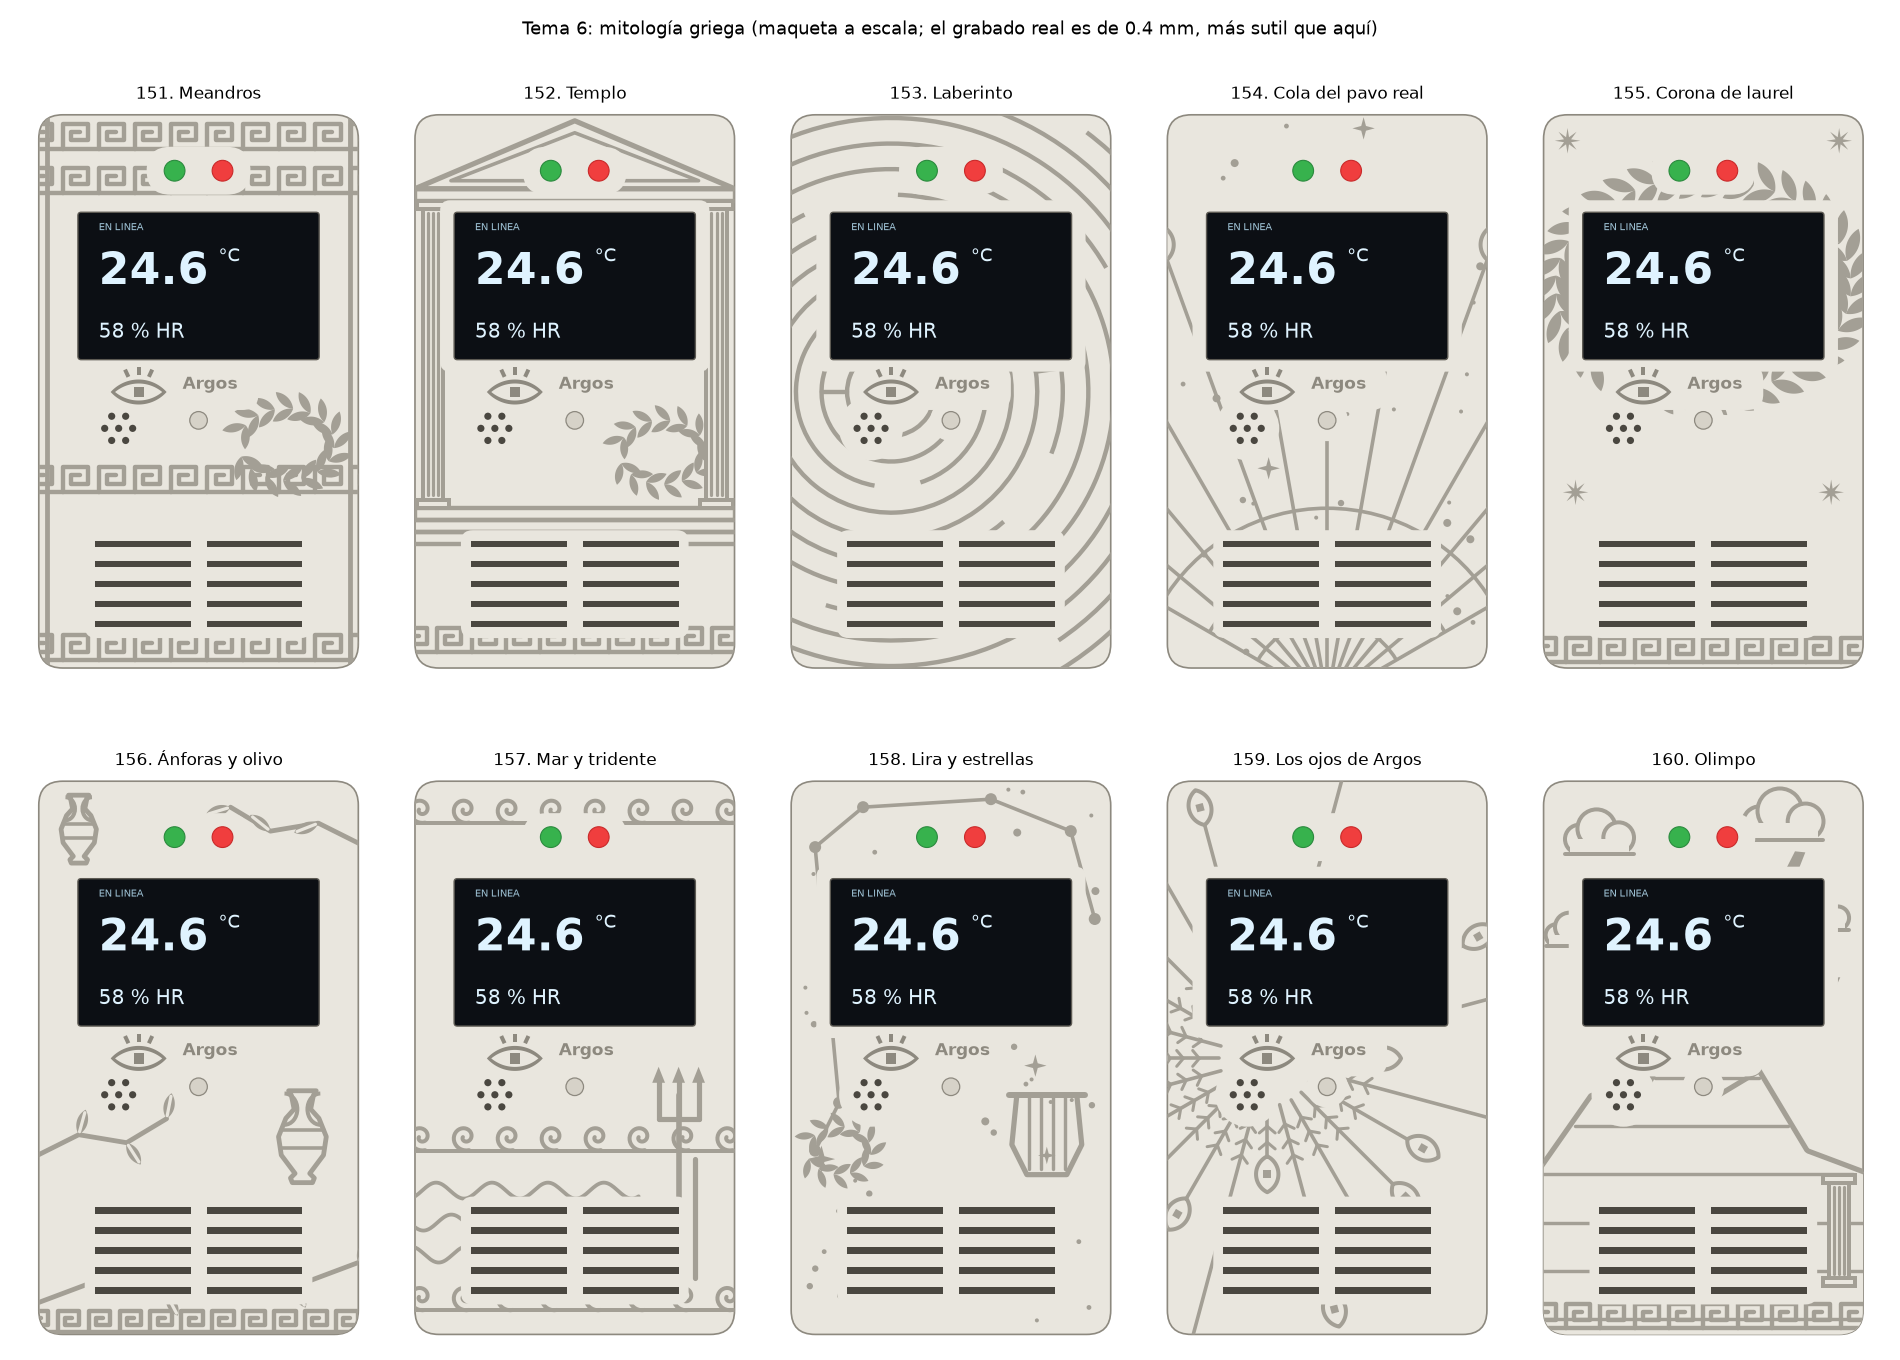 Tema 6: mitología griega (maqueta a escala; el grabado real es de 0.4 mm, más sutil que aquí)
151. Meandros
EN LINEA
24.6 °C
58 % HR
Argos
152. Templo
EN LINEA
24.6 °C
58 % HR
Argos
153. Laberinto
EN LINEA
24.6 °C
58 % HR
Argos
154. Cola del pavo real
EN LINEA
24.6 °C
58 % HR
Argos
155. Corona de laurel
EN LINEA
24.6 °C
58 % HR
Argos
156. Ánforas y olivo
EN LINEA
24.6 °C
58 % HR
Argos
157. Mar y tridente
EN LINEA
24.6 °C
58 % HR
Argos
158. Lira y estrellas
EN LINEA
24.6 °C
58 % HR
Argos
159. Los ojos de Argos
EN LINEA
24.6 °C
58 % HR
Argos
160. Olimpo
EN LINEA
24.6 °C
58 % HR
Argos